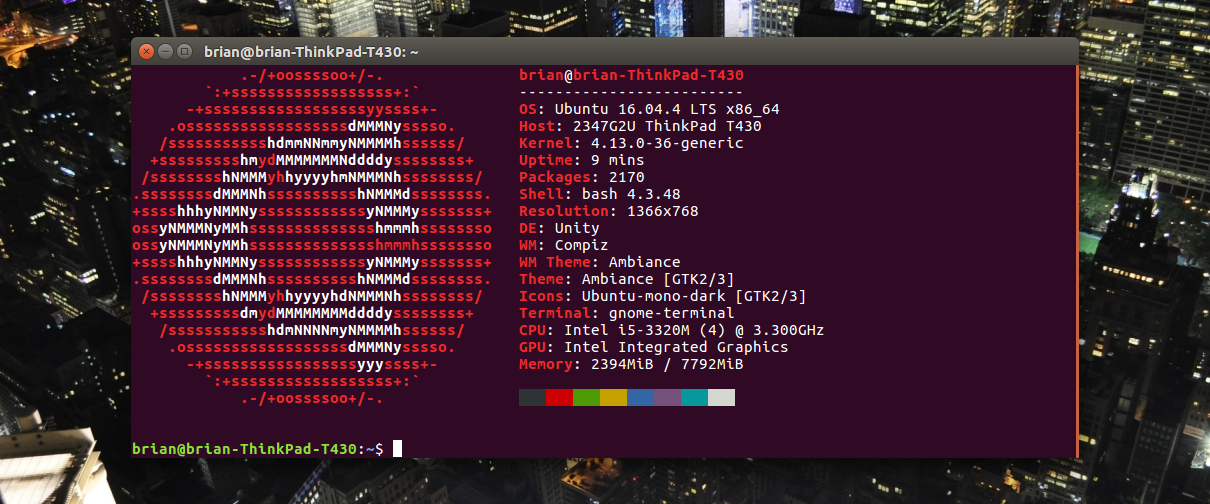 brian@brian-ThinkPad-T430: ~
.-/+oossssoo+/-. brian@brian-ThinkPad-T430
`:+ssssssssssssssssss+:` -------------------------
-+ssssssssssssssssssyyssss+- OS: Ubuntu 16.04.4 LTS x86_64
.ossssssssssssssssssdMMMNysssso. Host: 2347G2U ThinkPad T430
/ssssssssssshdmmNNmmyNMMMMhssssss/ Kernel: 4.13.0-36-generic
+ssssssssshmydMMMMMMMNddddyssssssss+ Uptime: 9 mins
/sssssssshNMMMyhhyyyyhmNMMMNhssssssss/ Packages: 2170
.ssssssssdMMMNhsssssssssshNMMMdssssssss. Shell: bash 4.3.48
+sssshhhyNMMNyssssssssssssyNMMMysssssss+ Resolution: 1366x768
ossyNMMMNyMMhsssssssssssssshmmmhssssssso DE: Unity
ossyNMMMNyMMhsssssssssssssshmmmhssssssso WM: Compiz
+sssshhhyNMMNyssssssssssssyNMMMysssssss+ WM Theme: Ambiance
.ssssssssdMMMNhsssssssssshNMMMdssssssss. Theme: Ambiance [GTK2/3]
/sssssssshNMMMyhhyyyyhdNMMMNhssssssss/ Icons: Ubuntu-mono-dark [GTK2/3]
+sssssssssdmydMMMMMMMMddddyssssssss+ Terminal: gnome-terminal
/ssssssssssshdmNNNNmyNMMMMhssssss/ CPU: Intel i5-3320M (4) @ 3.300GHz
.ossssssssssssssssssdMMMNysssso. GPU: Intel Integrated Graphics
-+sssssssssssssssssyyyssss+- Memory: 2394MiB / 7792MiB
`:+ssssssssssssssssss+:`
.-/+oossssoo+/-.
brian@brian-ThinkPad-T430:~$